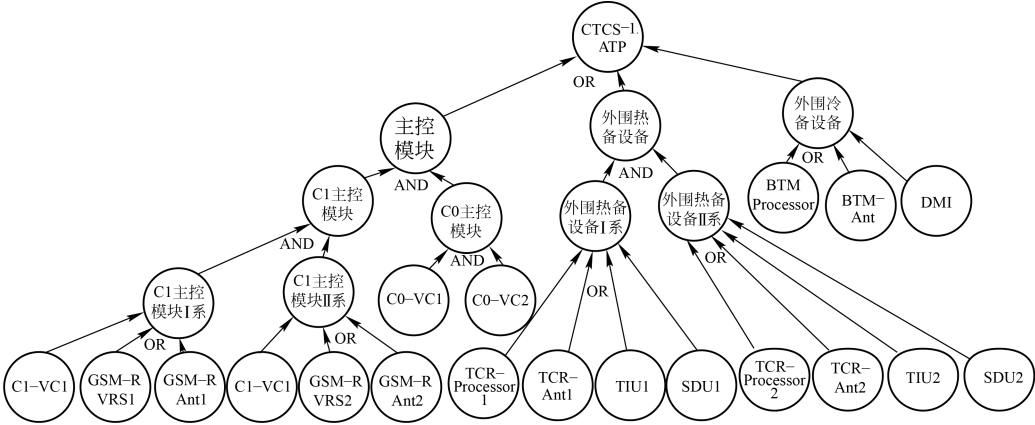 CTCS-1.
ATP
OR
外围冷
备设备
外围热
备设备
主控
模块
OR
AND
AND
BTM
Processor
BTM-
Ant
DMI
C1主控
模块
C0主控
模块
外围热备
设备I系
外围热备
设备II系
AND
AND
OR
C1主控
模块I系
C1主控
模块II系
C0-VC1
C0-VC2
OR
OR
OR
C1-VC1
GSM-R
VRS1
GSM-R
Ant1
C1-VC1
GSM-R
VRS2
GSM-R
Ant2
TCR-
Processor
1
TCR-
Ant1
TIU1
SDU1
TCR-
Processor
2
TCR-
Ant2
TIU2
SDU2